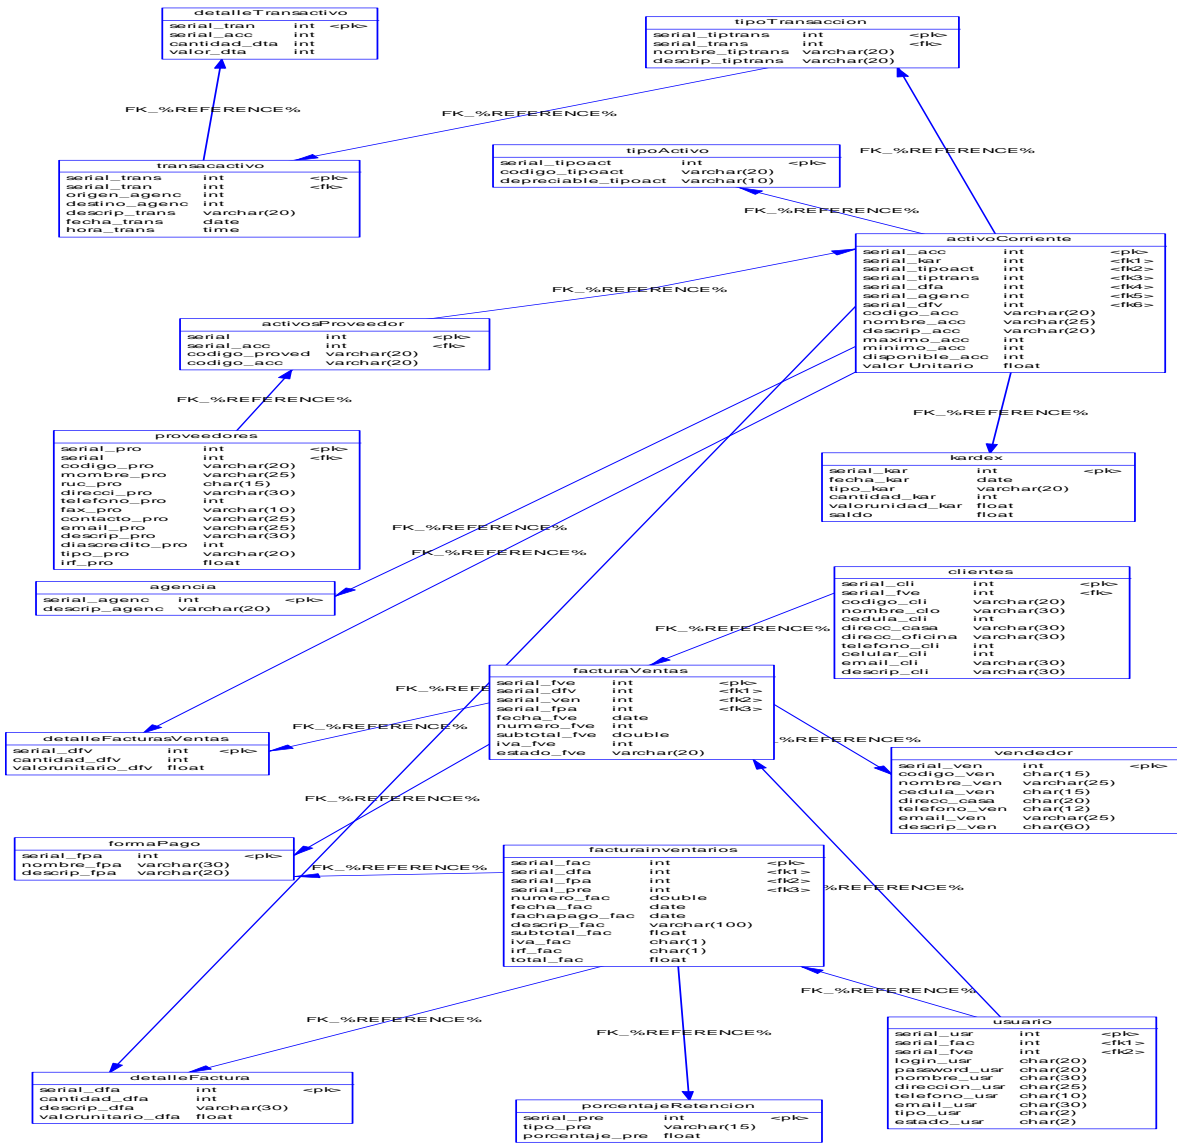 detalleTransactivo
serial_tran int <pk>
serial_acc int
cantidad_dta int
valor_dta int
tipoTransaccion
serial_tiptrans int <pk>
serial_trans int <fk>
nombre_tiptrans varchar(20)
descrip_tiptrans varchar(20)
FK_%REFERENCE%
FK_%REFERENCE%
FK_%REFERENCE%
transacactivo
serial_trans int <pk>
serial_tran int <fk>
origen_agenc int
destino_agenc int
descrip_trans varchar(20)
fecha_trans date
hora_trans time
tipoActivo
serial_tipoact int <pk>
codigo_tipoact varchar(20)
depreciable_tipoact varchar(10)
FK_%REFERENCE%
activoCorriente
serial_acc int <pk>
serial_kar int <fk1>
serial_tipoact int <fk2>
serial_tiptrans int <fk3>
serial_dfa int <fk4>
serial_agenc int <fk5>
serial_dfv int <fk6>
codigo_acc varchar(20)
nombre_acc varchar(25)
descrip_acc varchar(20)
maximo_acc int
minimo_acc int
disponible_acc int
valor Unitario float
FK_%REFERENCE%
activosProveedor
serial int <pk>
serial_acc int <fk>
codigo_proved varchar(20)
codigo_acc varchar(20)
FK_%REFERENCE%
FK_%REFERENCE%
proveedores
serial_pro int <pk>
serial int <fk>
codigo_pro varchar(20)
mombre_pro varchar(25)
ruc_pro char(15)
direcci_pro varchar(30)
telefono_pro int
fax_pro varchar(10)
contacto_pro varchar(25)
email_pro varchar(25)
descrip_pro varchar(30)
diascredito_pro int
tipo_pro varchar(20)
irf_pro float
kardex
serial_kar int <pk>
fecha_kar date
tipo_kar varchar(20)
cantidad_kar int
valorunidad_kar float
saldo float
FK_%REFERENCE%
FK_%REFERENCE%
agencia
serial_agenc int <pk>
descrip_agenc varchar(20)
clientes
serial_cli int <pk>
serial_fve int <fk>
codigo_cli varchar(20)
nombre_clo varchar(30)
cedula_cli int
direcc_casa varchar(30)
direcc_oficina varchar(30)
telefono_cli int
celular_cli int
email_cli varchar(30)
descrip_cli varchar(30)
FK_%REFERENCE%
facturaVentas
serial_fve int <pk>
serial_dfv int <fk1>
serial_ven int <fk2>
serial_fpa int <fk3>
fecha_fve date
numero_fve int
subtotal_fve double
iva_fve int
estado_fve varchar(20)
FK_%REFE
FK_%REFERENCE%
%REFERENCE%
detalleFacturasVentas
serial_dfv int <pk>
cantidad_dfv int
valorunitario_dfv float
vendedor
serial_ven int <pk>
codigo_ven char(15)
nombre_ven varchar(25)
cedula_ven char(15)
direcc_casa char(20)
telefono_ven char(12)
email_ven varchar(25)
descrip_ven char(60)
FK_%REFERENCE%
formaPago
serial_fpa int <pk>
nombre_fpa varchar(30)
descrip_fpa varchar(20)
FK_%REFERENCE%
facturainventarios
serial_fac int <pk>
serial_dfa int <fk1>
serial_fpa int <fk2>
serial_pre int <fk3>
numero_fac double
fecha_fac date
fachapago_fac date
descrip_fac varchar(100)
subtotal_fac float
iva_fac char(1)
irf_fac char(1)
total_fac float
%REFERENCE%
FK_%REFERENCE%
FK_%REFERENCE%
FK_%REFERENCE%
usuario
serial_usr int <pk>
serial_fac int <fk1>
serial_fve int <fk2>
login_usr char(20)
password_usr char(20)
nombre_usr char(30)
direccion_usr char(25)
telefono_usr char(10)
email_usr char(30)
tipo_usr char(2)
estado_usr char(2)
detalleFactura
serial_dfa int <pk>
cantidad_dfa int
descrip_dfa varchar(30)
valorunitario_dfa float
porcentajeRetencion
serial_pre int <pk>
tipo_pre varchar(15)
porcentaje_pre float